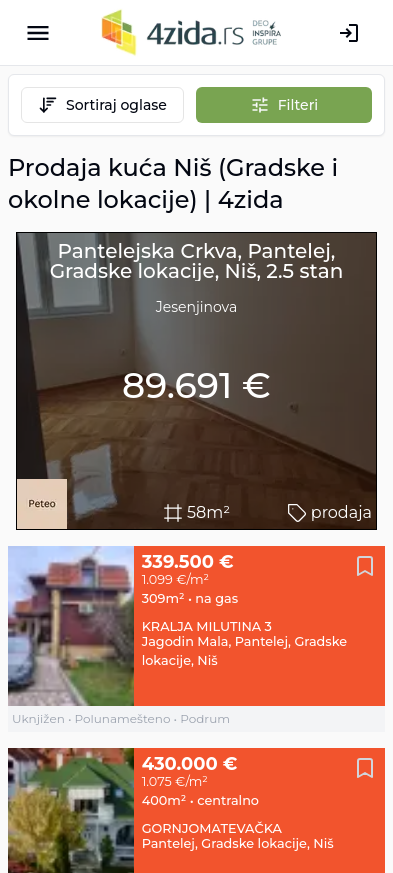 4zida.rs
DEO
INSPIRA
GRUPE
Sortiraj oglase
Filteri
Prodaja kuća Niš (Gradske i
okolne lokacije) | 4zida
Pantelejska Crkva, Pantelej,
Gradske lokacije, Niš, 2.5 stan
Jesenjinova
89.691 €
Peteo
58m²
prodaja
339.500 €
1.099 €/m²
309m² • na gas
KRALJA MILUTINA 3
Jagodin Mala, Pantelej, Gradske
lokacije, Niš
Uknjižen • Polunamešteno • Podrum
430.000 €
1.075 €/m²
400m² • centralno
GORNJOMATEVAČKA
Pantelej, Gradske lokacije, Niš